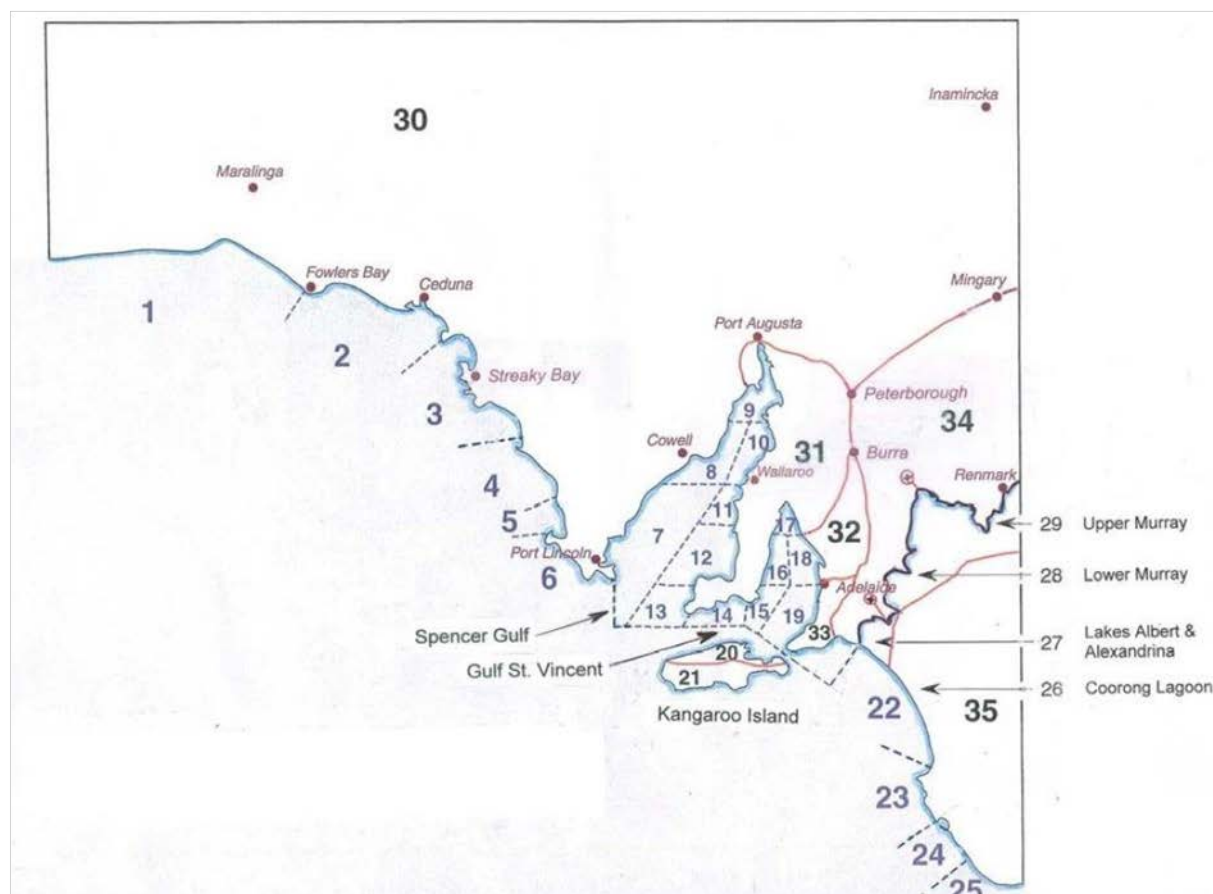 Inamincka
30
Maralinga
Fowlers Bay
Ceduna
Mingary
1
Port Augusta
2
Streaky Bay
Peterborough
3
9
34
Cowell
10
31
Burra
8
Wallaroo
Renmark
4
11
5
7
17
32
29 Upper Murray
Port Lincoln
12
18
16
28 Lower Murray
6
Adelaide
13
14
15
19
33
27 Lakes Albert &
Alexandrina
Spencer Gulf
20
Gulf St. Vincent
21
26 Coorong Lagoon
22
35
Kangaroo Island
23
24
25